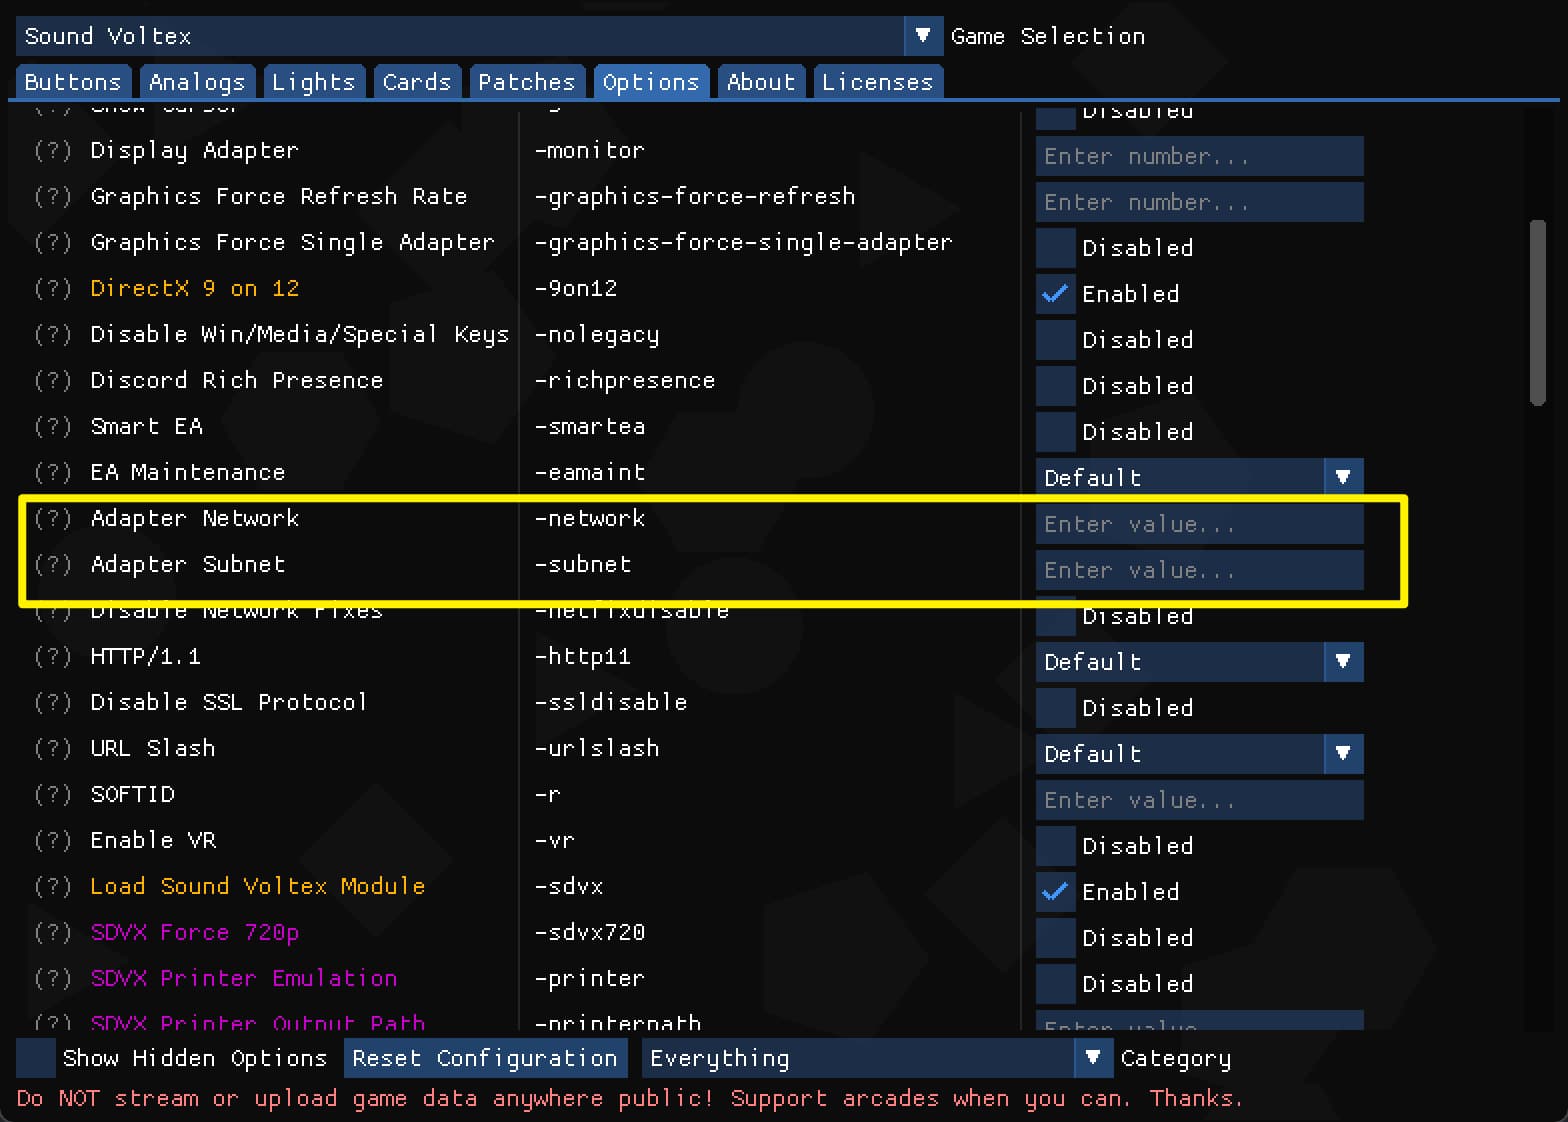 Sound Voltex ▼ Game Selection
Buttons Analogs Lights Cards Patches Options About Licenses
(?) Show Cursor Disabled
(?) Display Adapter -monitor Enter number...
(?) Graphics Force Refresh Rate -graphics-force-refresh Enter number...
(?) Graphics Force Single Adapter -graphics-force-single-adapter Disabled
(?) DirectX 9 on 12 -9on12 Enabled
(?) Disable Win/Media/Special Keys -nolegacy Disabled
(?) Discord Rich Presence -richpresence Disabled
(?) Smart EA -smartea Disabled
(?) EA Maintenance -eamaint Default ▼
(?) Adapter Network -network Enter value...
(?) Adapter Subnet -subnet Enter value...
(?) Disable Network Fixes -netfixdisable Disabled
(?) HTTP/1.1 -http11 Default ▼
(?) Disable SSL Protocol -ssldisable Disabled
(?) URL Slash -urlslash Default ▼
(?) SOFTID -r Enter value...
(?) Enable VR -vr Disabled
(?) Load Sound Voltex Module -sdvx Enabled
(?) SDVX Force 720p -sdvx720 Disabled
(?) SDVX Printer Emulation -printer Disabled
(?) SDVX Printer Output Path -printerpath Enter value...
Show Hidden Options Reset Configuration Everything ▼ Category
Do NOT stream or upload game data anywhere public! Support arcades when you can. Thanks.